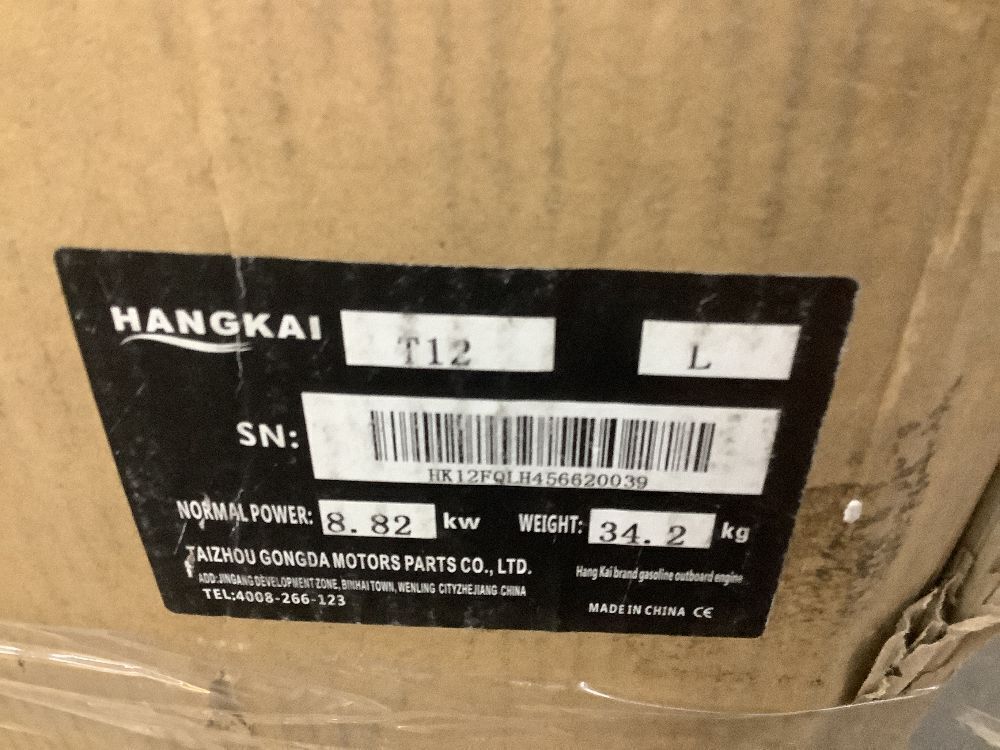 HANGKAI T12 L
SN:
HK12FQLH456620039
NORMAL POWER: 8.82 kw WEIGHT: 34.2 kg
TAIZHOU GONGDA MOTORS PARTS CO., LTD.
ADD:JINGANG DEVELOPMENT ZONE, BINHAI TOWN, WENLING CITYZHEJIANG CHINA
Hang Kai brand gasoline outboard engine
TEL:4008-266-123
MADE IN CHINA CE